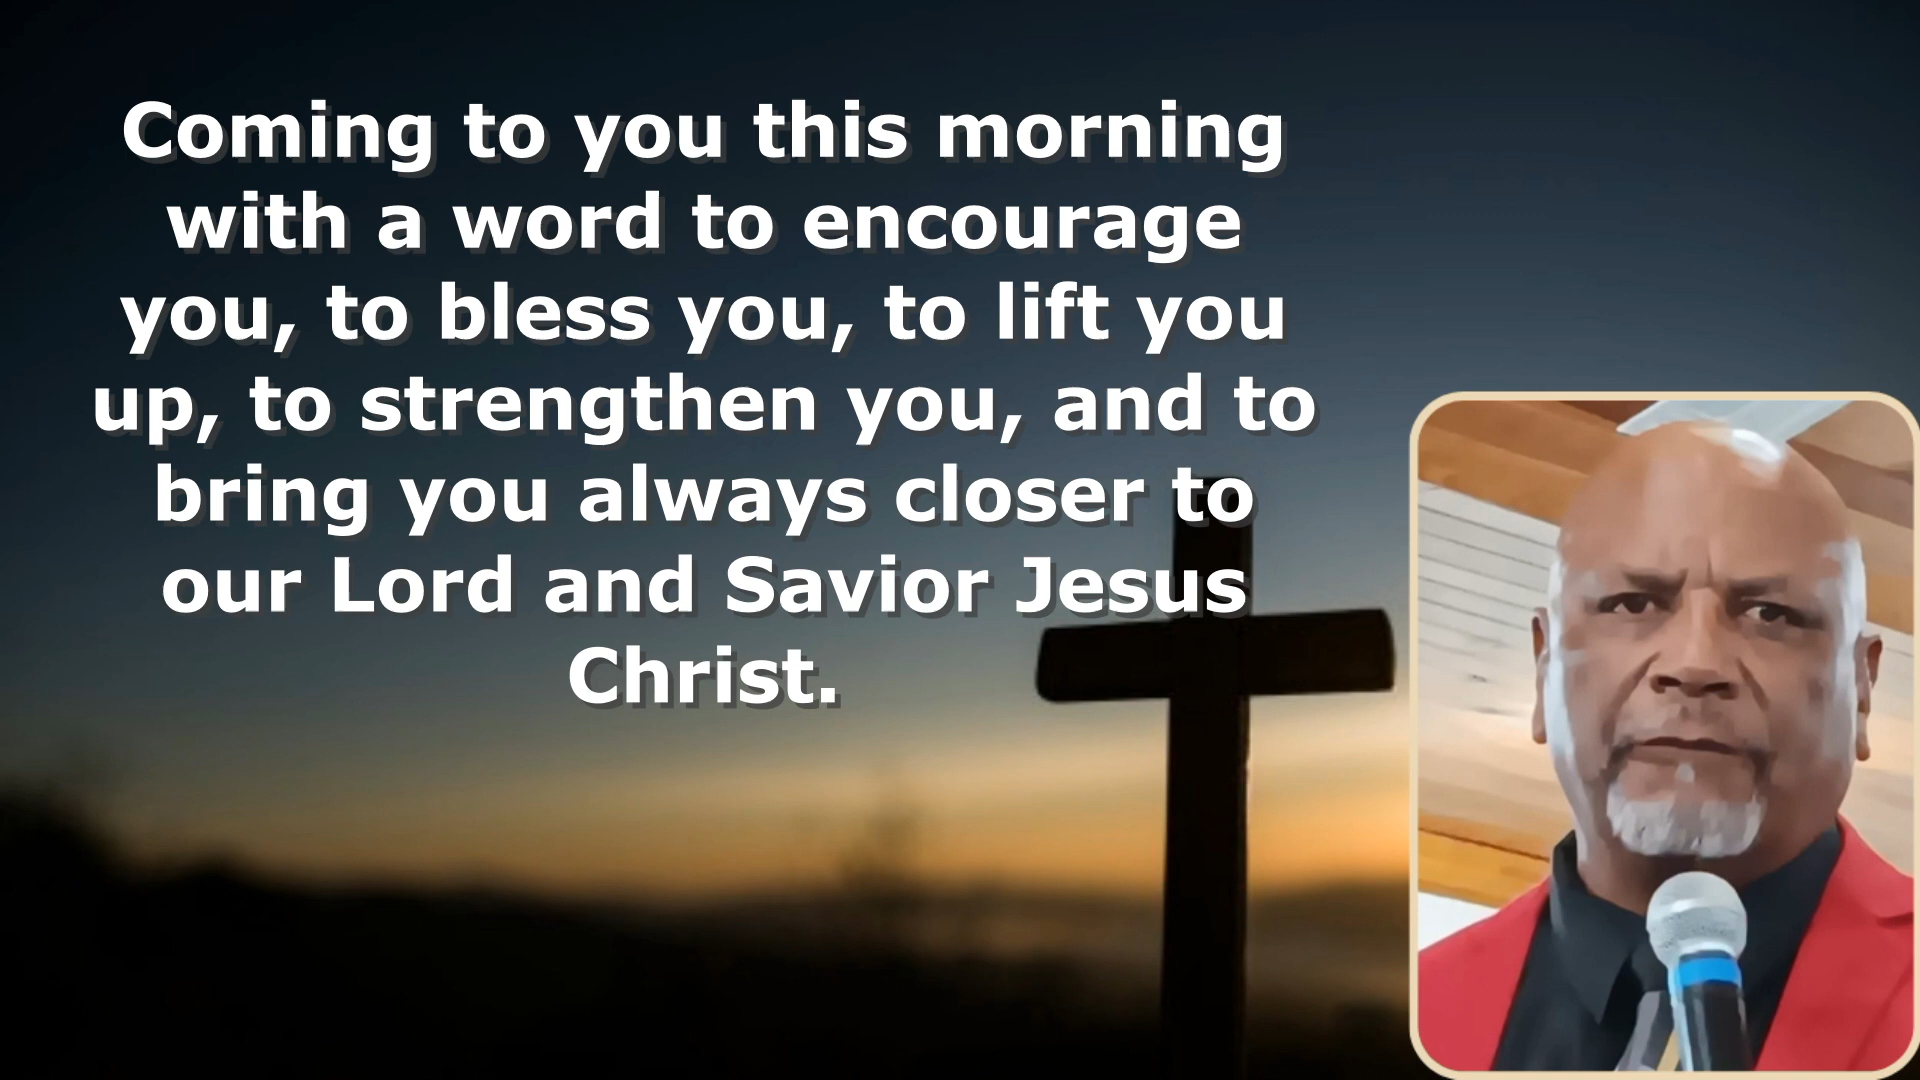 Coming to you this morning
with a word to encourage
you, to bless you, to lift you
up, to strengthen you, and to
bring you always closer to
our Lord and Savior Jesus
Christ.